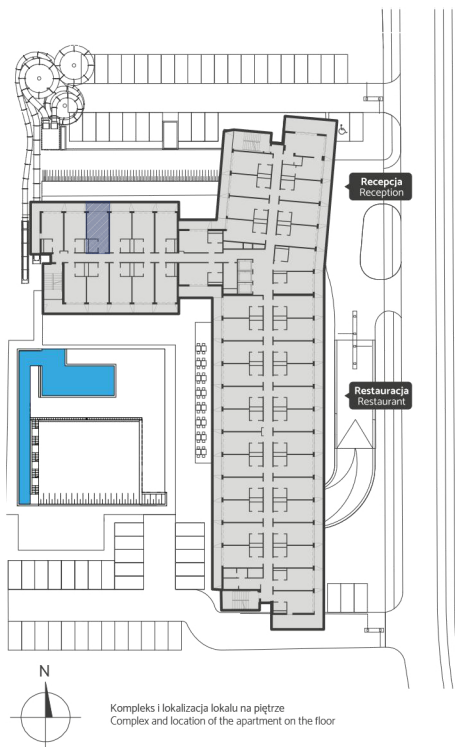 Recepcja
Reception
Restauracja
Restaurant
N
Kompleks i lokalizacja lokalu na piętrze
Complex and location of the apartment on the floor